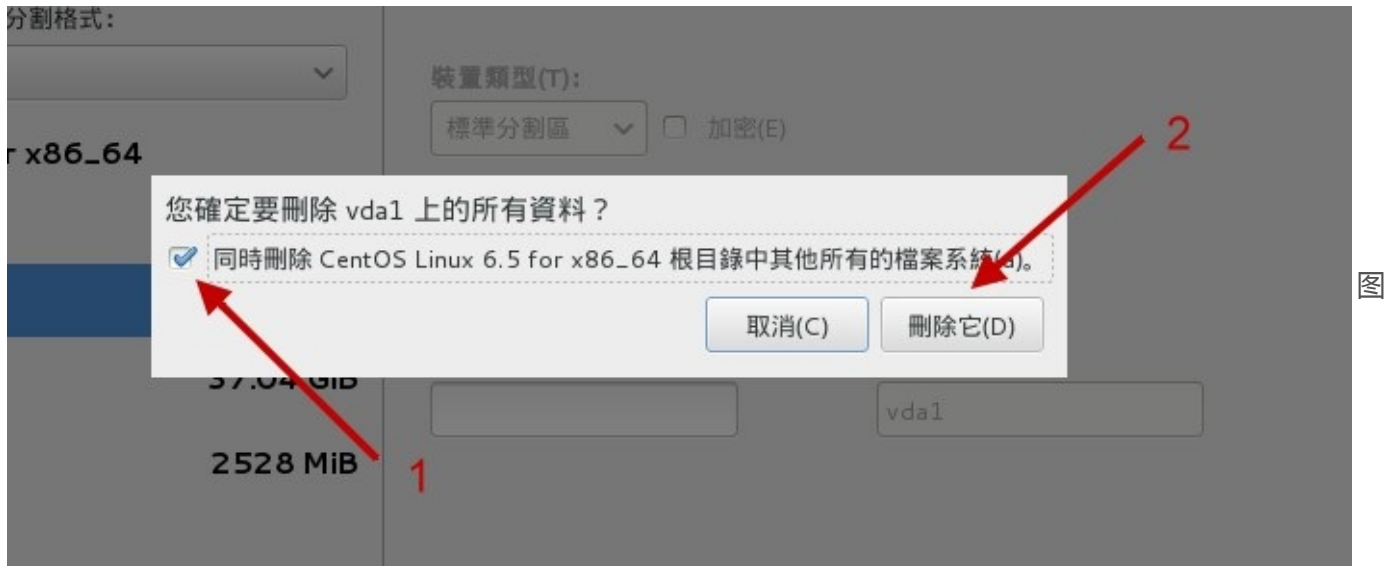 分割格式:
裝置類型(T):
標準分割區
加密(E)
r x86_64
2
您確定要刪除 vda1 上的所有資料？
同時刪除 CentOS Linux 6.5 for x86_64 根目錄中其他所有的檔案系統(a)。
图
取消(C)
刪除它(D)
37.04 GiB
vda1
2528 MiB
1